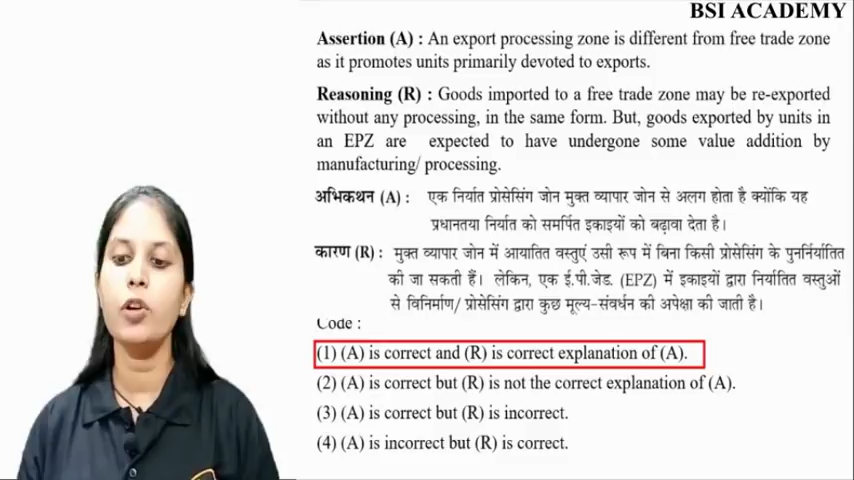 BSI ACADEMY
Assertion (A) : An export processing zone is different from free trade zone
as it promotes units primarily devoted to exports.
Reasoning (R) : Goods imported to a free trade zone may be re-exported
without any processing, in the same form. But, goods exported by units in
an EPZ are expected to have undergone some value addition by
manufacturing/ processing.
अभिकथन (A) : एक निर्यात प्रोसेसिंग जोन मुक्त व्यापार जोन से अलग होता है क्योंकि यह
प्रधानतया निर्यात को समर्पित इकाइयों को बढ़ावा देता है।
कारण (R) : मुक्त व्यापार जोन में आयातित वस्तुएं उसी रूप में बिना किसी प्रोसेसिंग के पुनर्निर्यातित
की जा सकती हैं। लेकिन, एक ई.पी.जेड. (EPZ) में इकाइयों द्वारा निर्यातित वस्तुओं
से विनिर्माण/ प्रोसेसिंग द्वारा कुछ मूल्य-संवर्धन की अपेक्षा की जाती है।
Code :
(1) (A) is correct and (R) is correct explanation of (A).
(2) (A) is correct but (R) is not the correct explanation of (A).
(3) (A) is correct but (R) is incorrect.
(4) (A) is incorrect but (R) is correct.